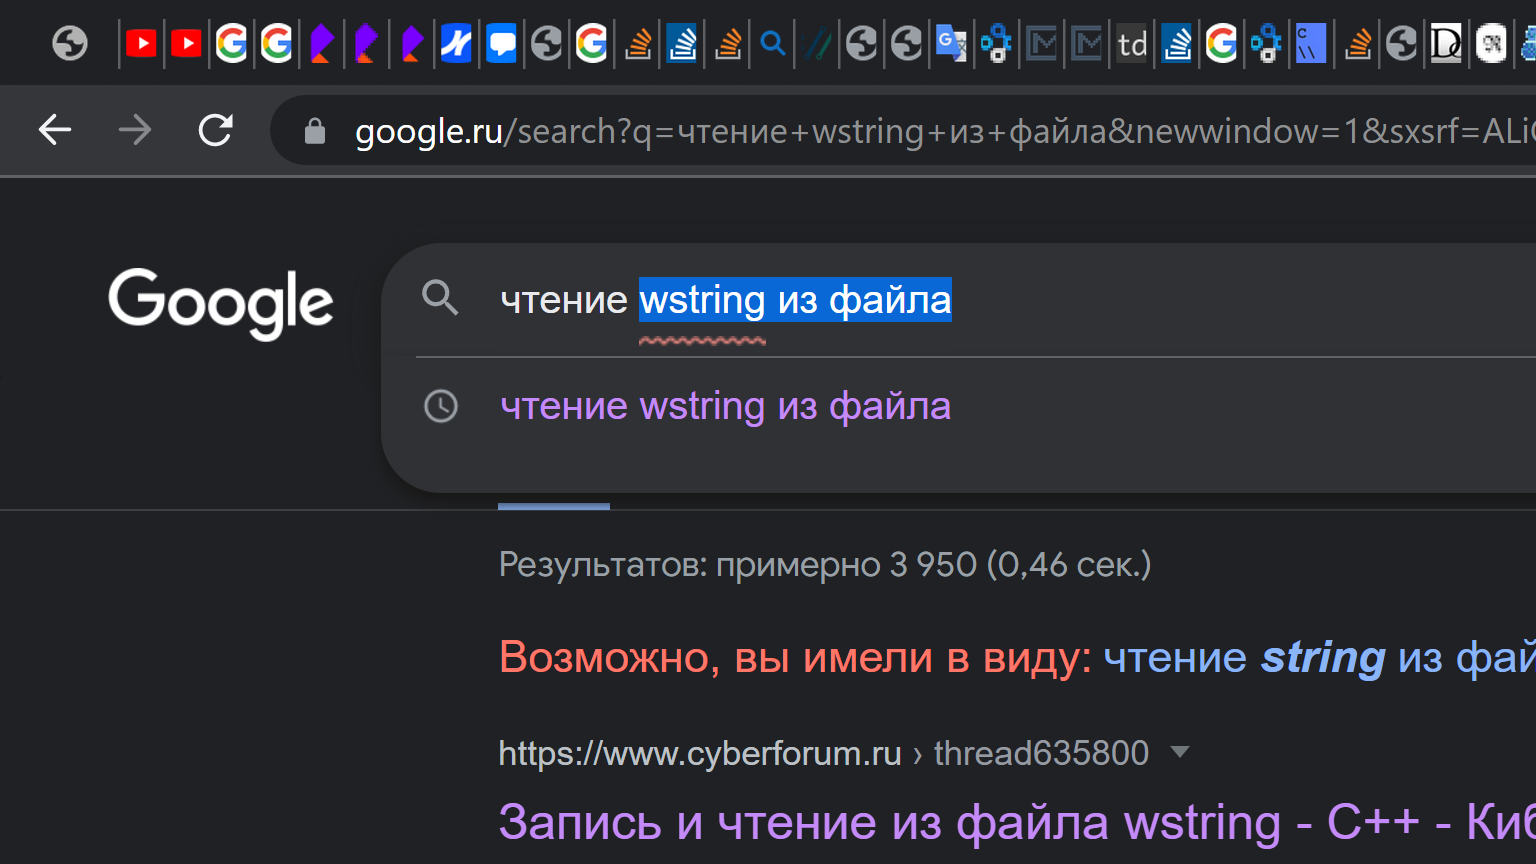 td
C
\\
google.ru/search?q=чтение+wstring+из+файла&newwindow=1&sxsrf=ALi
Google
чтение wstring из файла
чтение wstring из файла
Результатов: примерно 3 950 (0,46 сек.)
Возможно, вы имели в виду: чтение string из фай
https://www.cyberforum.ru › thread635800
Запись и чтение из файла wstring - C++ - Киб